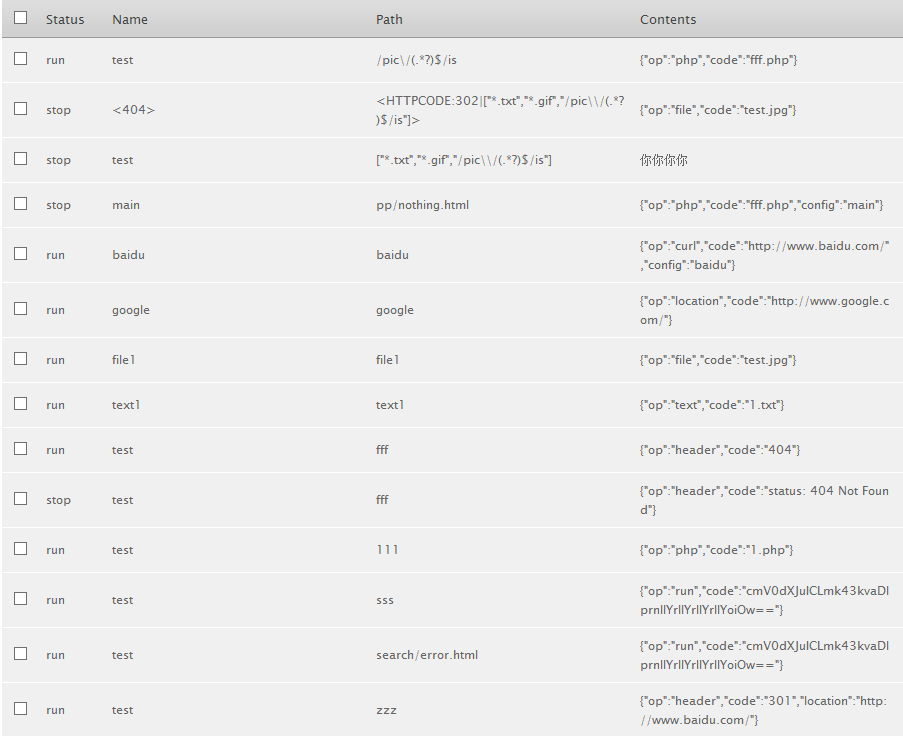 Status Name Path Contents
run test /pic\/(.*?)$/is {"op":"php","code":"fff.php"}
stop <404> <HTTPCODE:302|["*.txt","*.gif","/pic\\/(.*?
)$/is"]> {"op":"file","code":"test.jpg"}
stop test ["*.txt","*.gif","/pic\\/(.*?)$/is"] 你你你你
stop main pp/nothing.html {"op":"php","code":"fff.php","config":"main"}
run baidu baidu {"op":"curl","code":"http://www.baidu.com/"
,"config":"baidu"}
run google google {"op":"location","code":"http://www.google.c
om/"}
run file1 file1 {"op":"file","code":"test.jpg"}
run text1 text1 {"op":"text","code":"1.txt"}
run test fff {"op":"header","code":"404"}
stop test fff {"op":"header","code":"status: 404 Not Foun
d"}
run test 111 {"op":"php","code":"1.php"}
run test sss {"op":"run","code":"cmV0dXJuICLmk43kvaDl
prnllYrllYrllYrllYoiOw=="}
run test search/error.html {"op":"run","code":"cmV0dXJuICLmk43kvaDl
prnllYrllYrllYrllYoiOw=="}
run test zzz {"op":"header","code":"301","location":"http:
//www.baidu.com/"}